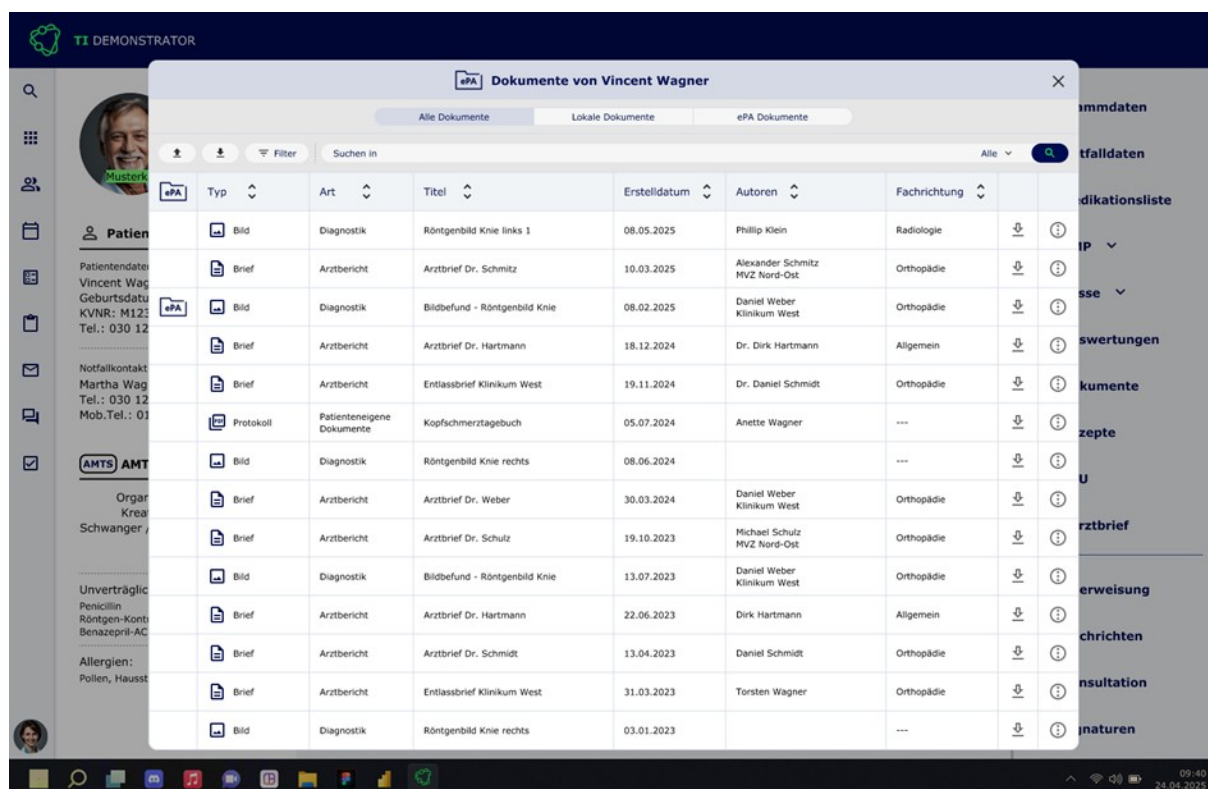 TI DEMONSTRATOR
ePA Dokumente von Vincent Wagner
Alle Dokumente Lokale Dokumente ePA Dokumente
Filter Suchen in Alle
ePA Typ Art Titel Erstelldatum Autoren Fachrichtung
Bild Diagnostik Röntgenbild Knie links 1 08.05.2025 Phillip Klein Radiologie
Brief Arztbericht Arztbrief Dr. Schmitz 10.03.2025 Alexander Schmitz MVZ Nord-Ost Orthopädie
ePA Bild Diagnostik Bildbefund - Röntgenbild Knie 08.02.2025 Daniel Weber Klinikum West Orthopädie
Brief Arztbericht Arztbrief Dr. Hartmann 18.12.2024 Dr. Dirk Hartmann Allgemein
Brief Arztbericht Entlassbrief Klinikum West 19.11.2024 Dr. Daniel Schmidt Orthopädie
PDF Protokoll Patienteneigene Dokumente Kopfschmerztagebuch 05.07.2024 Anette Wagner ---
Bild Diagnostik Röntgenbild Knie rechts 08.06.2024 ---
Brief Arztbericht Arztbrief Dr. Weber 30.03.2024 Daniel Weber Klinikum West Orthopädie
Brief Arztbericht Arztbrief Dr. Schulz 19.10.2023 Michael Schulz MVZ Nord-Ost Orthopädie
Bild Diagnostik Bildbefund - Röntgenbild Knie 13.07.2023 Daniel Weber Klinikum West Orthopädie
Brief Arztbericht Arztbrief Dr. Hartmann 22.06.2023 Dirk Hartmann Allgemein
Brief Arztbericht Arztbrief Dr. Schmidt 13.04.2023 Daniel Schmidt Orthopädie
Brief Arztbericht Entlassbrief Klinikum West 31.03.2023 Torsten Wagner Orthopädie
Bild Diagnostik Röntgenbild Knie rechts 03.01.2023 ---
Musterk
Patien
Patientendaten
Vincent Wag
Geburtsdatu
KVNR: M123
Tel.: 030 12
Notfallkontakt
Martha Wag
Tel.: 030 12
Mob.Tel.: 01
AMTS AMT
Organ
Krea
Schwanger /
Unverträglic
Penicillin
Röntgen-Kontr
Benazepril-AC
Allergien:
Pollen, Hausst
ammdaten
tfalldaten
edikationsliste
IP
sse
swertungen
kumente
zepte
U
rztbrief
erweisung
chrichten
nsultation
gnaturen
09:40
24.04.2025